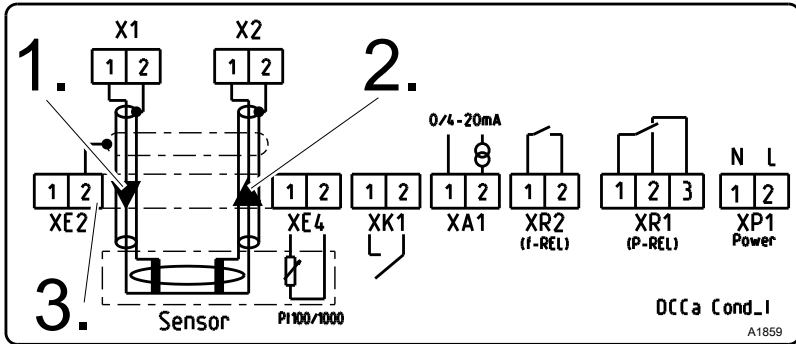 X1 X2
1 2 1 2
1. 2.
0/4-20mA
N L
1 2 1 2 1 2 1 2 1 2 1 2 3 1 2
XE2 XE4 XK1 XA1 XR2 XR1 XP1
(f-REL) (P-REL) Power
3.
Sensor Pt100/1000 DCCa Cond_I
A1859